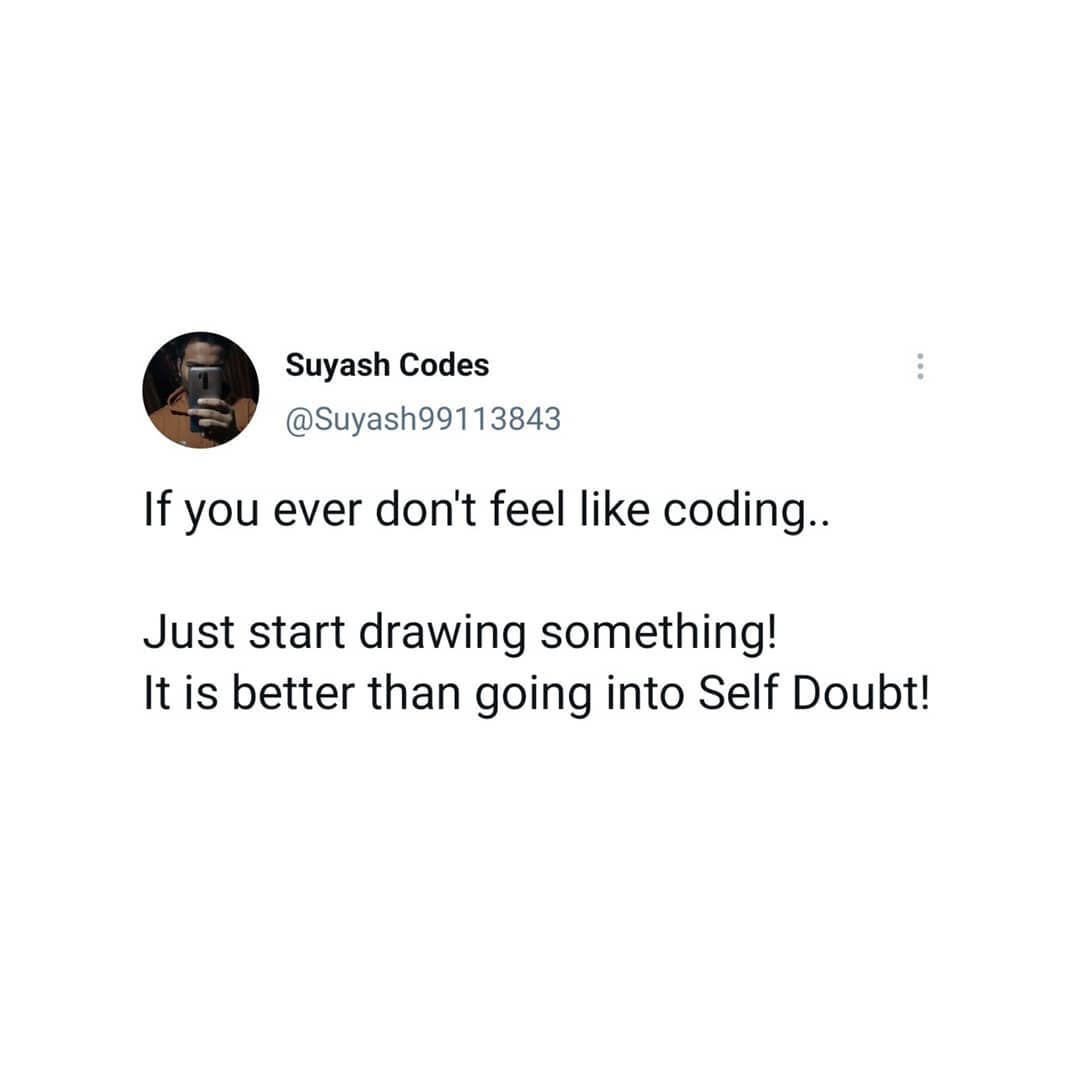 Suyash Codes
@Suyash99113843
If you ever don't feel like coding..
Just start drawing something!
It is better than going into Self Doubt!